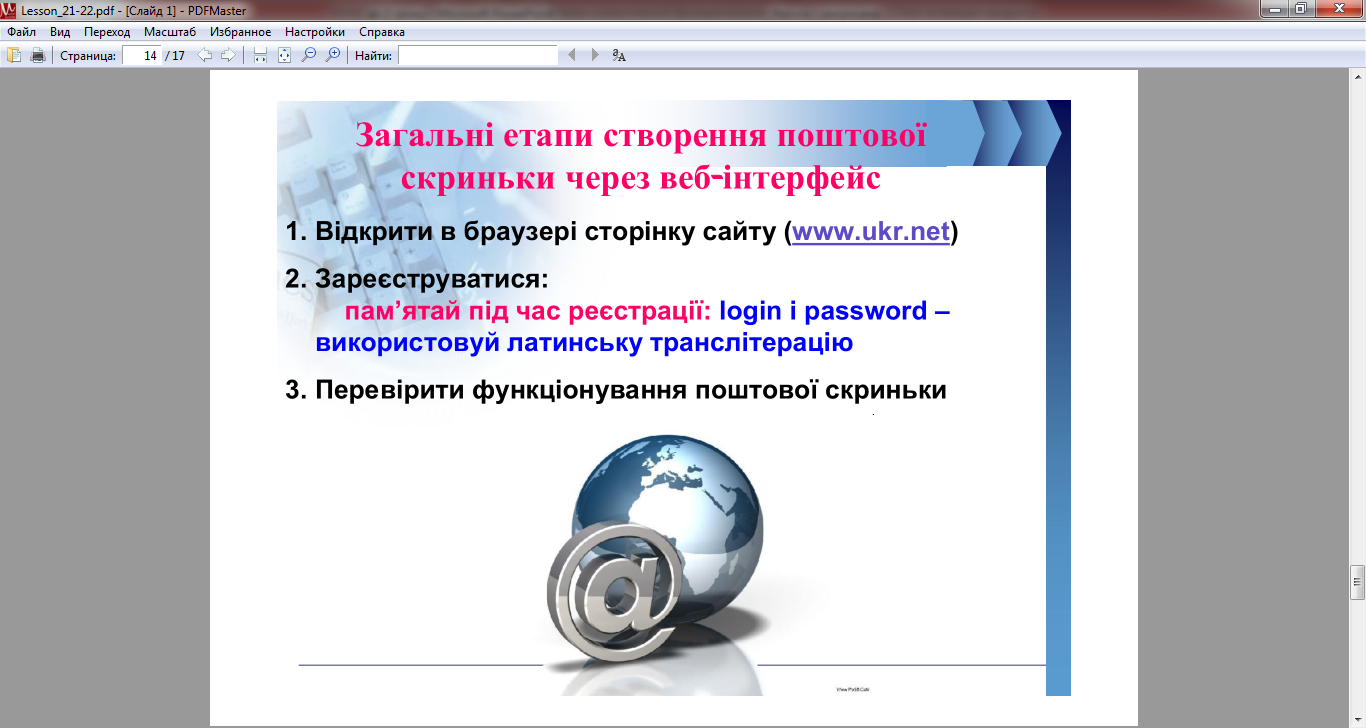 Lesson_21-22.pdf - [Слайд 1] - PDFMaster
Файл Вид Переход Масштаб Избранное Настройки Справка
Страница: 14 / 17 Найти:
Загальні етапи створення поштової
скриньки через веб-інтерфейс
1. Відкрити в браузері сторінку сайту (www.ukr.net)
2. Зареєструватися:
пам’ятай під час реєстрації: login і password –
використовуй латинську транслітерацію
3. Перевірити функціонування поштової скриньки
@